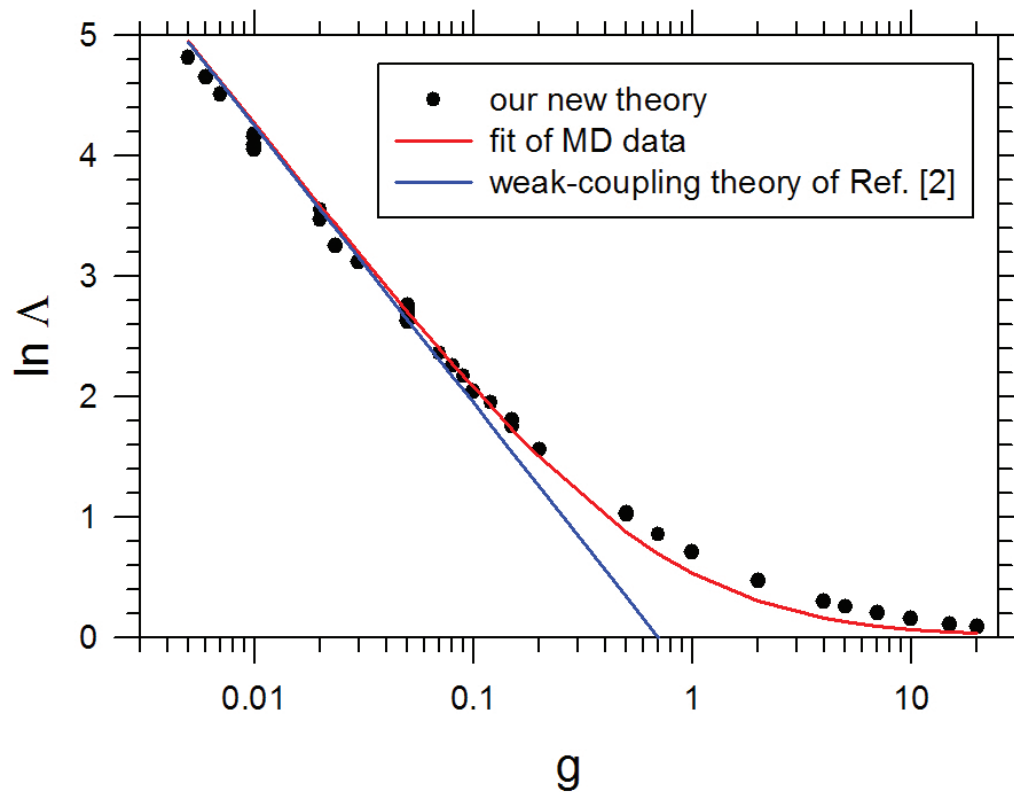 5
4
3
2
1
0
ln Λ
our new theory
fit of MD data
weak-coupling theory of Ref. [2]
0.01 0.1 1 10
g